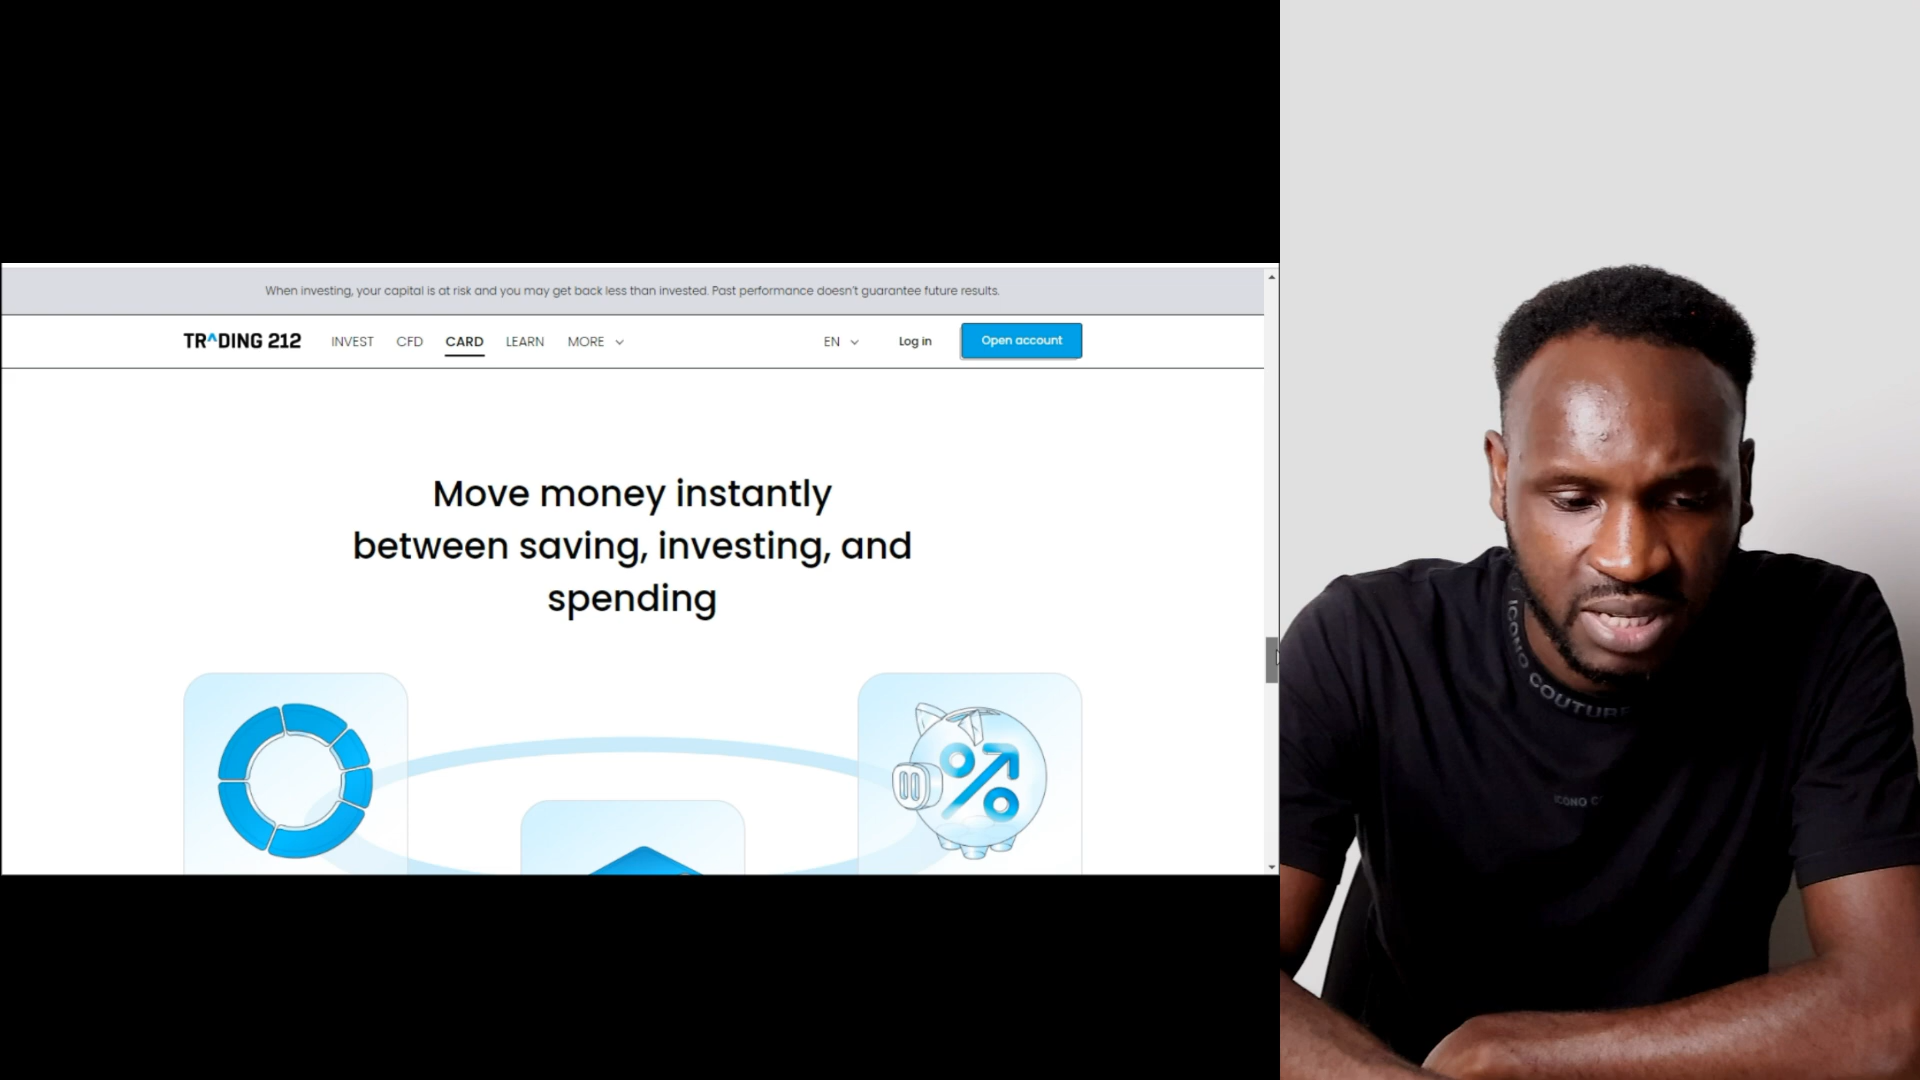 When investing, your capital is at risk and you may get back less than invested. Past performance doesn't guarantee future results.
TR^DING 212 INVEST CFD CARD LEARN MORE EN Log in Open account
Move money instantly
between saving, investing, and
spending
ICONO COUTURE
ICONO C